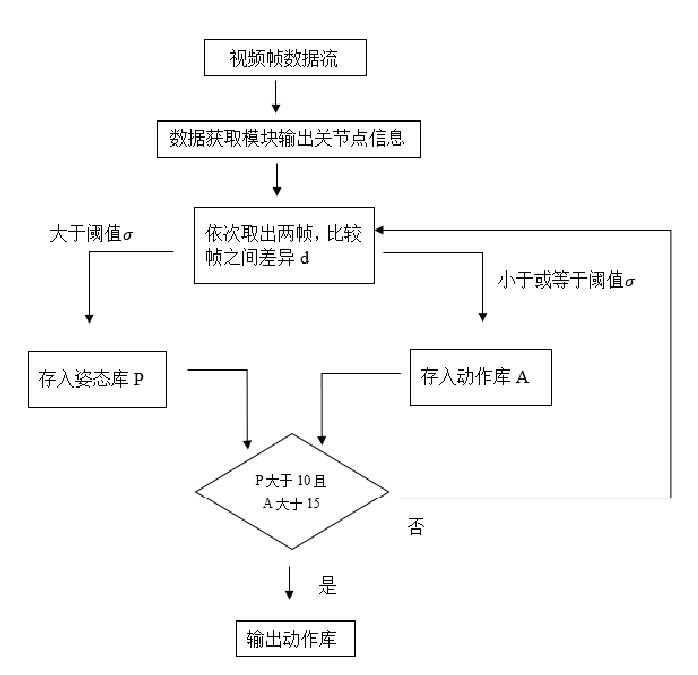 视频帧数据流
数据获取模块输出关节点信息
大于阈值σ
依次取出两帧，比较
帧之间差异 d
小于或等于阈值σ
存入姿态库 P
存入动作库 A
P 大于 10 且
A 大于 15
否
是
输出动作库